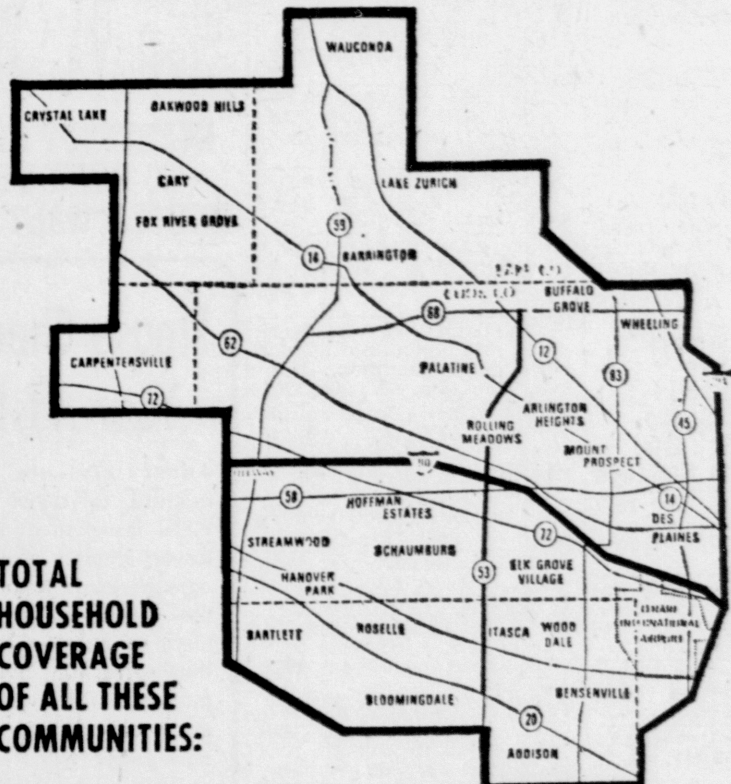 WAUCONDA
CRYSTAL LAKE
OAKWOOD HILLS
CARY
LAKE ZURICH
FOX RIVER GROVE
59
14
BARRINGTON
BUFFALO
GROVE
68
WHEELING
62
12
83
CARPENTERSVILLE
PALATINE
72
ARLINGTON
HEIGHTS
45
ROLLING
MEADOWS
MOUNT
PROSPECT
90
58
HOFFMAN
ESTATES
14
DES
PLAINES
STREAMWOOD
72
SCHAUMBURG
53
ELK GROVE
VILLAGE
HANOVER
PARK
INTERNATIONAL
AIRPORT
BARTLETT
ROSELLE
ITASCA
WOOD
DALE
BLOOMINGDALE
BENSENVILLE
20
ADDISON
TOTAL
HOUSEHOLD
COVERAGE
OF ALL THESE
COMMUNITIES: